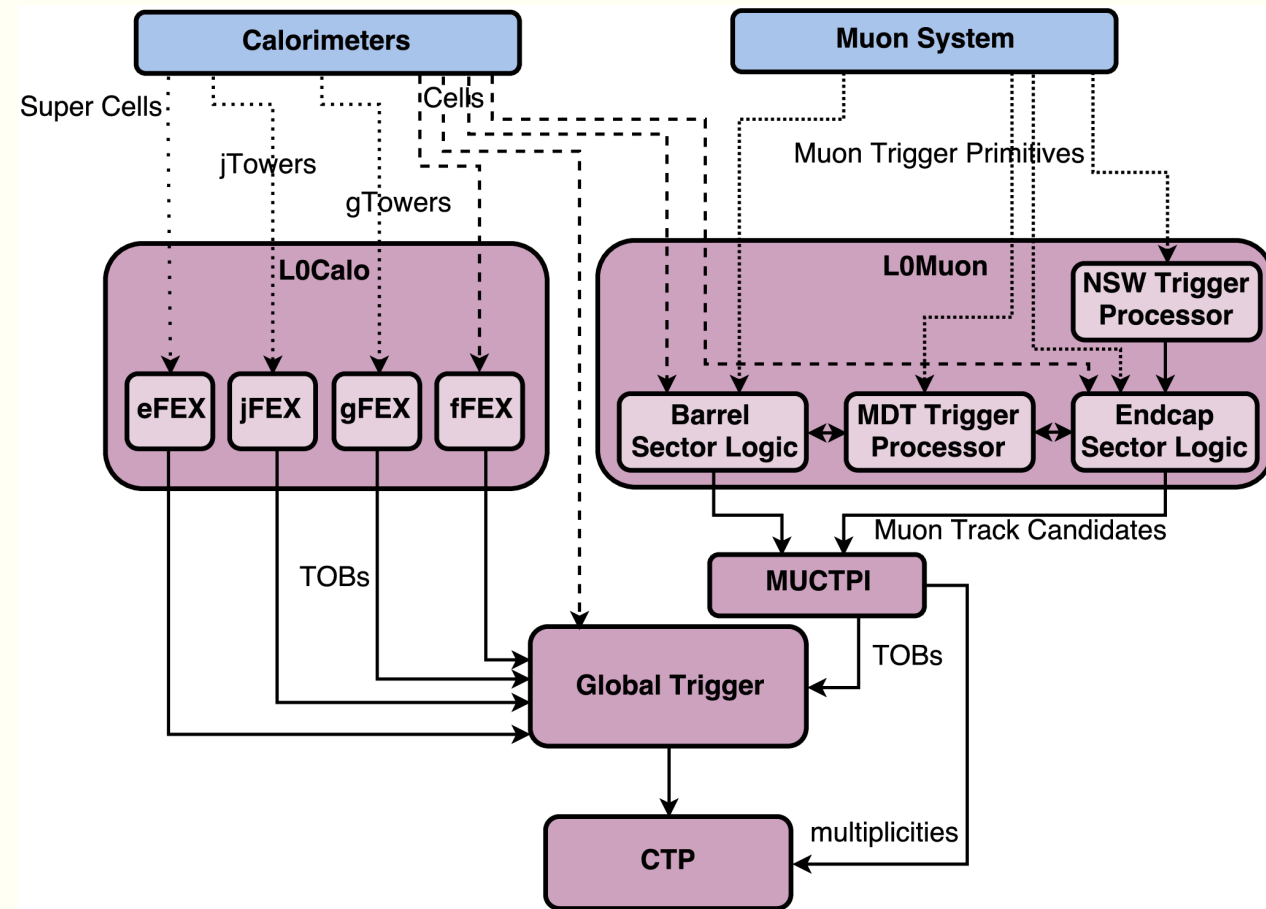 Calorimeters
Muon System
Super Cells
Cells
jTowers
Muon Trigger Primitives
gTowers
L0Calo
L0Muon
NSW Trigger
Processor
eFEX
jFEX
gFEX
fFEX
Barrel
Sector Logic
MDT Trigger
Processor
Endcap
Sector Logic
Muon Track Candidates
TOBs
MUCTPI
TOBs
Global Trigger
multiplicities
CTP